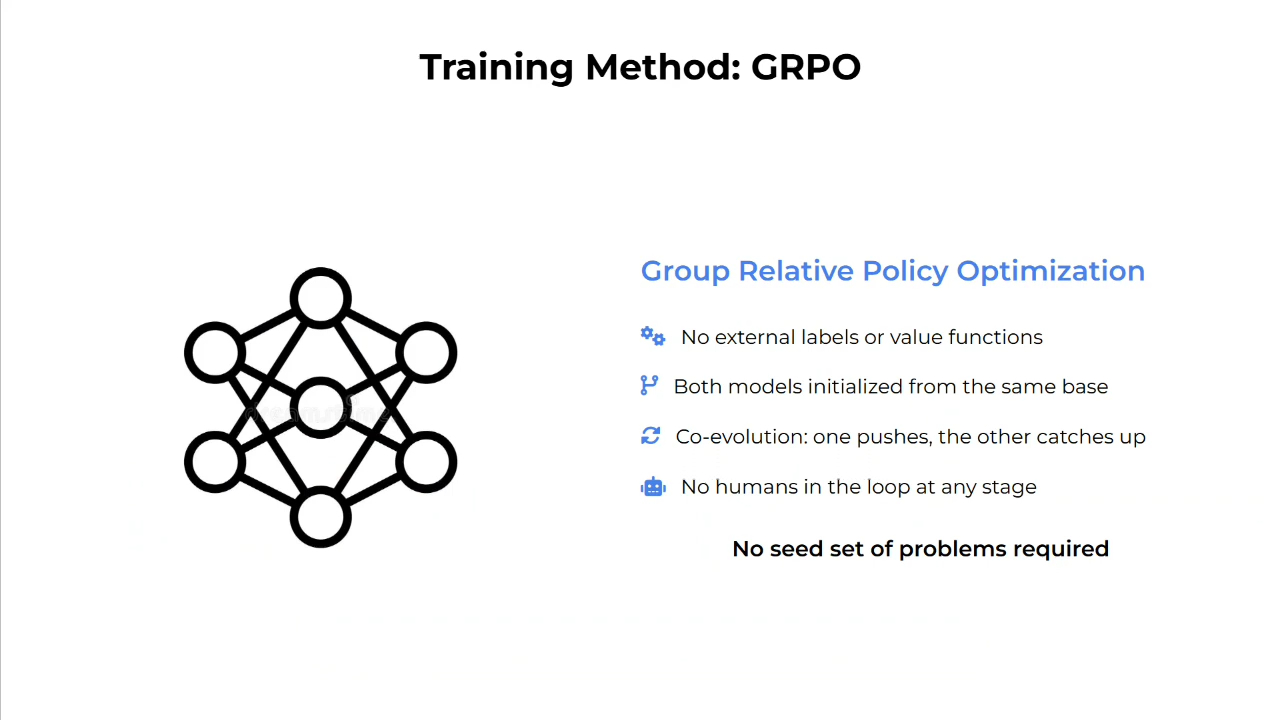 Training Method: GRPO
Group Relative Policy Optimization
No external labels or value functions
Both models initialized from the same base
Co-evolution: one pushes, the other catches up
No humans in the loop at any stage
No seed set of problems required